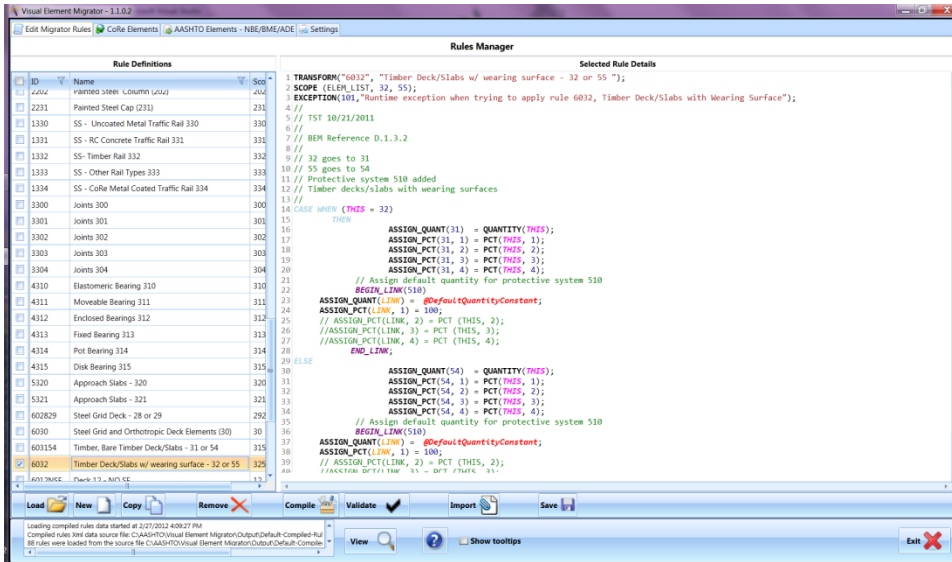 Visual Element Migrator - 1.1.0.2
Edit Migrator Rules CoRe Elements AASHTO Elements - NBE/BME/ADE Settings
Rules Manager
Rule Definitions
ID Name Sco
2202 Painted Steel Column (202) 202
2231 Painted Steel Cap (231) 231
1330 SS - Uncoated Metal Traffic Rail 330 330
1331 SS - RC Concrete Traffic Rail 331 331
1332 SS- Timber Rail 332 332
1333 SS - Other Rail Types 333 333
1334 SS - CoRe Metal Coated Traffic Rail 334 334
3300 Joints 300 300
3301 Joints 301 301
3302 Joints 302 302
3303 Joints 303 303
3304 Joints 304 304
4310 Elastomeric Bearing 310 310
4311 Moveable Bearing 311 311
4312 Enclosed Bearings 312 312
4313 Fixed Bearing 313 313
4314 Pot Bearing 314 314
4315 Disk Bearing 315 315
5320 Approach Slabs - 320 320
5321 Approach Slabs - 321 321
602829 Steel Grid Deck - 28 or 29 292
6030 Steel Grid and Orthotropic Deck Elements (30) 30
603154 Timber, Bare Timber Deck/Slabs - 31 or 54 315
6032 Timber Deck/Slabs w/ wearing surface - 32 or 55 325
6012NSE Deck 12 - NO SE 12
Selected Rule Details
1 TRANSFORM("6032", "Timber Deck/Slabs w/ wearing surface - 32 or 55 ");
2 SCOPE (ELEM_LIST, 32, 55);
3 EXCEPTION(101,"Runtime exception when trying to apply rule 6032, Timber Deck/Slabs with Wearing Surface");
4 //
5 // TST 10/21/2011
6 //
7 // BEM Reference D.1.3.2
8 //
9 // 32 goes to 31
10 // 55 goes to 54
11 // Protective system 510 added
12 // Timber decks/slabs with wearing surfaces
13 //
14 CASE WHEN (THIS = 32)
15 THEN
16 ASSIGN_QUANT(31) = QUANTITY(THIS);
17 ASSIGN_PCT(31, 1) = PCT(THIS, 1);
18 ASSIGN_PCT(31, 2) = PCT(THIS, 2);
19 ASSIGN_PCT(31, 3) = PCT(THIS, 3);
20 ASSIGN_PCT(31, 4) = PCT(THIS, 4);
21 // Assign default quantity for protective system 510
22 BEGIN_LINK(510)
23 ASSIGN_QUANT(LINK) = @DefaultQuantityConstant;
24 ASSIGN_PCT(LINK, 1) = 100;
25 // ASSIGN_PCT(LINK, 2) = PCT (THIS, 2);
26 //ASSIGN_PCT(LINK, 3) = PCT (THIS, 3);
27 //ASSIGN_PCT(LINK, 4) = PCT (THIS, 4);
28 END_LINK;
29 ELSE
30 ASSIGN_QUANT(54) = QUANTITY(THIS);
31 ASSIGN_PCT(54, 1) = PCT(THIS, 1);
32 ASSIGN_PCT(54, 2) = PCT(THIS, 2);
33 ASSIGN_PCT(54, 3) = PCT(THIS, 3);
34 ASSIGN_PCT(54, 4) = PCT(THIS, 4);
35 // Assign default quantity for protective system 510
36 BEGIN_LINK(510)
37 ASSIGN_QUANT(LINK) = @DefaultQuantityConstant;
38 ASSIGN_PCT(LINK, 1) = 100;
39 // ASSIGN_PCT(LINK, 2) = PCT (THIS, 2);
40 //ASSIGN_PCT(LINK, 3) = PCT (THIS, 3);
Load New Copy Remove Compile Validate Import Save
Loading compiled rules data started at 2/27/2012 4:09:27 PM
Compiled rules Xml data source file: C:\AASHTO\Visual Element Migrator\Output\Default-Compiled-Rul
88 rules were loaded from the source file C:\AASHTO\Visual Element Migrator\Output\Default-Compile
View Show tooltips Exit